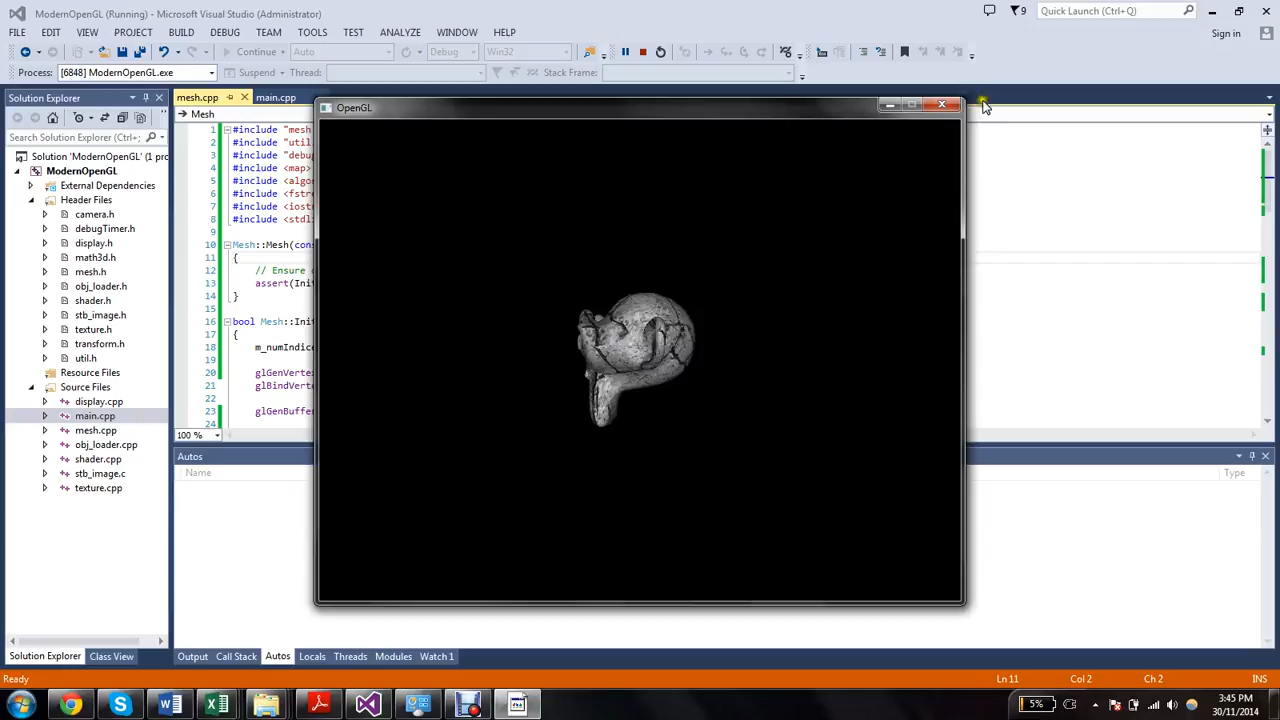 ModernOpenGL (Running) - Microsoft Visual Studio (Administrator)
9
Quick Launch (Ctrl+Q)
FILE EDIT VIEW PROJECT BUILD DEBUG TEAM TOOLS TEST ANALYZE WINDOW HELP
Sign in
Continue Auto Debug Win32
Process: [6848] ModernOpenGL.exe Suspend Thread: Stack Frame:
Solution Explorer
mesh.cpp main.cpp
OpenGL
Mesh
Search Solution Explorer (Ctrl+;)
Solution 'ModernOpenGL' (1 pro
ModernOpenGL
External Dependencies
Header Files
camera.h
debugTimer.h
display.h
math3d.h
mesh.h
obj_loader.h
shader.h
stb_image.h
texture.h
transform.h
util.h
Resource Files
Source Files
display.cpp
main.cpp
mesh.cpp
obj_loader.cpp
shader.cpp
stb_image.c
texture.cpp
1 #include "mesh
2 #include "util
3 #include "debu
4 #include <map>
5 #include <algo
6 #include <fstr
7 #include <iost
8 #include <stdl
9
10 Mesh::Mesh(con
11 {
12 // Ensure
13 assert(Ini
14 }
15
16 bool Mesh::Ini
17 {
18 m_numIndic
19
20 glGenVerte
21 glBindVert
22
23 glGenBuffe
24
100 %
Autos
Name
Type
Solution Explorer Class View
Output Call Stack Autos Locals Threads Modules Watch 1
Ready
Ln 11 Col 2 Ch 2 INS
5%
3:45 PM
30/11/2014